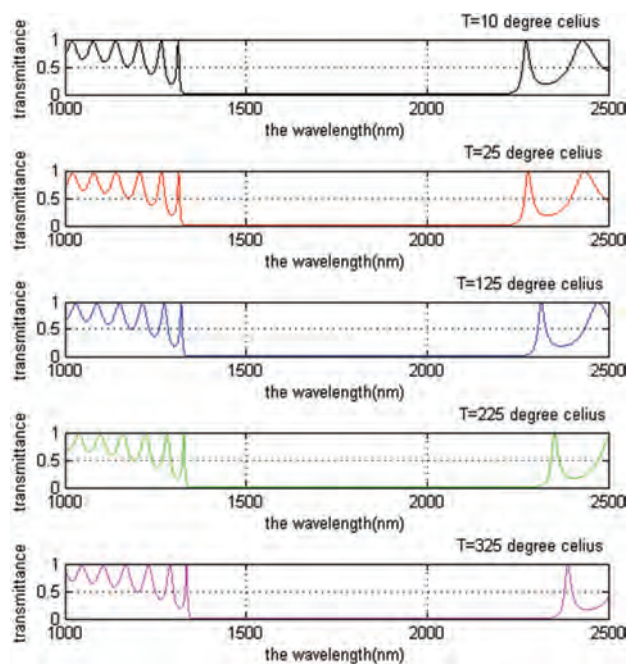 T=10 degree celius
transmittance
1
0.5
0
1000 1500 2000 2500
the wavelength(nm)
T=25 degree celius
transmittance
1
0.5
0
1000 1500 2000 2500
the wavelength(nm)
T=125 degree celius
transmittance
1
0.5
0
1000 1500 2000 2500
the wavelength(nm)
T=225 degree celius
transmittance
1
0.5
0
1000 1500 2000 2500
the wavelength(nm)
T=325 degree celius
transmittance
1
0.5
0
1000 1500 2000 2500
the wavelength(nm)